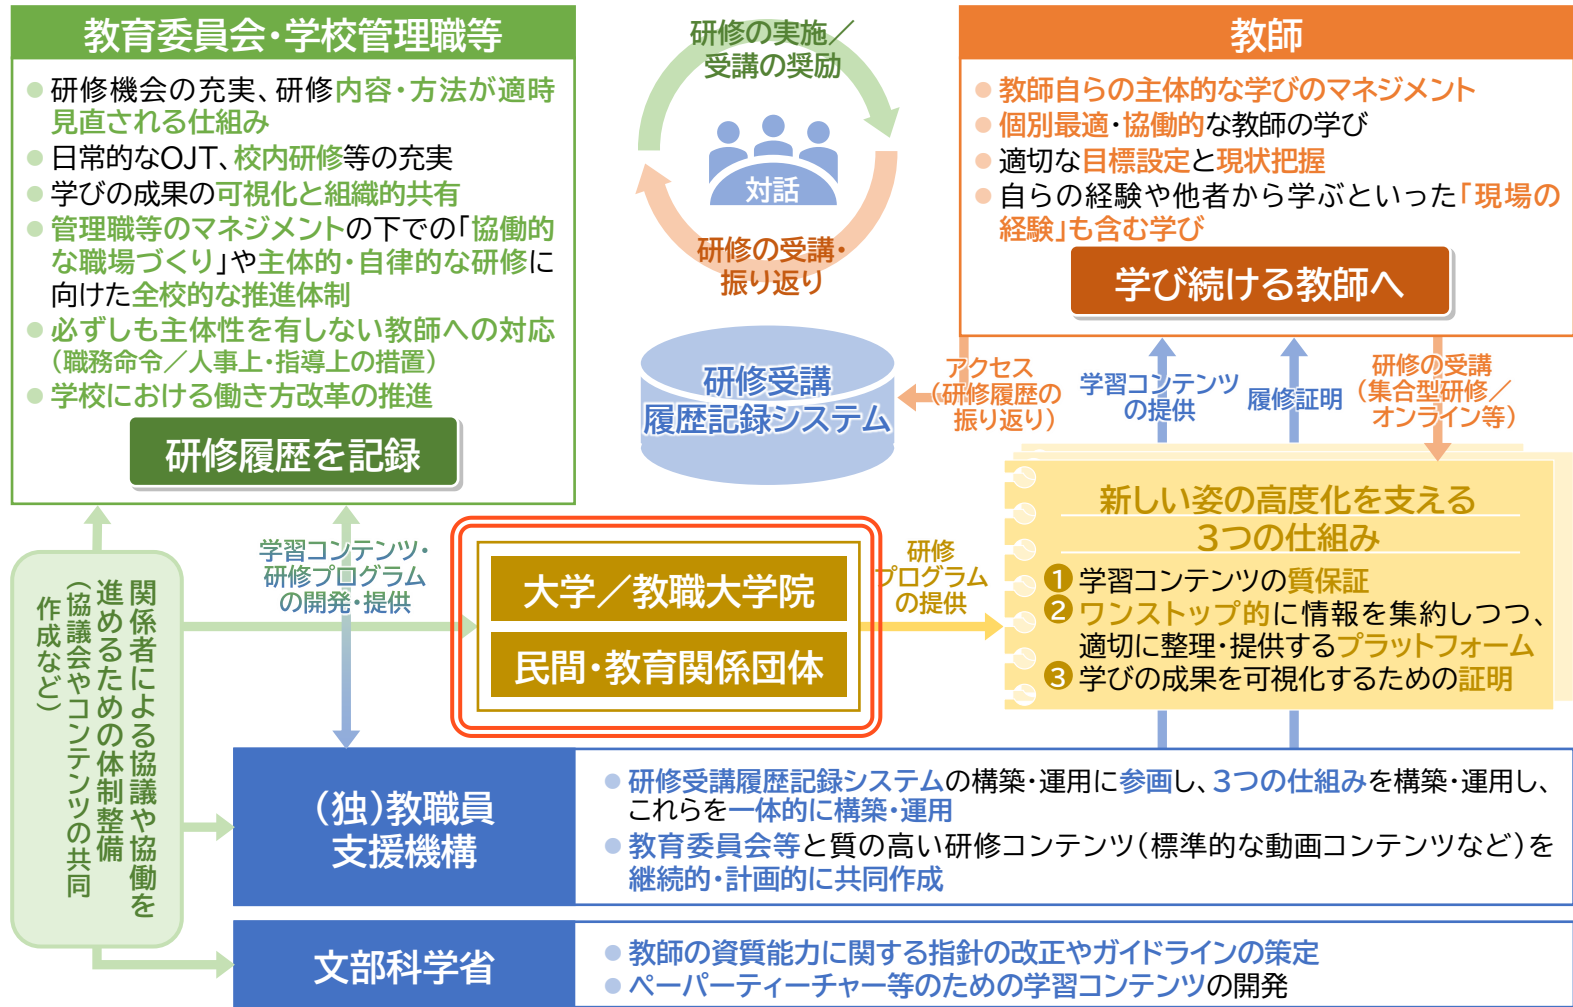 教育委員会・学校管理職等
●研修機会の充実、研修内容・方法が適時
見直される仕組み
●日常的なOJT、校内研修等の充実
●学びの成果の可視化と組織的共有
●管理職等のマネジメントの下での「協働的
な職場づくり」や主体的・自律的な研修に
向けた全校的な推進体制
●必ずしも主体性を有しない教師への対応
（職務命令／人事上・指導上の措置）
●学校における働き方改革の推進
研修履歴を記録
研修の実施／
受講の奨励
対話
研修の受講・
振り返り
研修受講
履歴記録システム
教師
●教師自らの主体的な学びのマネジメント
●個別最適・協働的な教師の学び
●適切な目標設定と現状把握
●自らの経験や他者から学ぶといった「現場の
経験」も含む学び
学び続ける教師へ
アクセス
（研修履歴の
振り返り）
学習コンテンツ
の提供
履修証明
研修の受講
（集合型研修／
オンライン等）
新しい姿の高度化を支える
3つの仕組み
❶学習コンテンツの質保証
❷ワンストップ的に情報を集約しつつ、
適切に整理・提供するプラットフォーム
❸学びの成果を可視化するための証明
学習コンテンツ・
研修プログラム
の開発・提供
大学／教職大学院
民間・教育関係団体
研修
プログラム
の提供
関係者による協議や協働を
進めるための体制整備
（協議会やコンテンツの共同
作成など）
（独）教職員
支援機構
●研修受講履歴記録システムの構築・運用に参画し、3つの仕組みを構築・運用し、
これらを一体的に構築・運用
●教育委員会等と質の高い研修コンテンツ（標準的な動画コンテンツなど）を
継続的・計画的に共同作成
文部科学省
●教師の資質能力に関する指針の改正やガイドラインの策定
●ペーパーティーチャー等のための学習コンテンツの開発